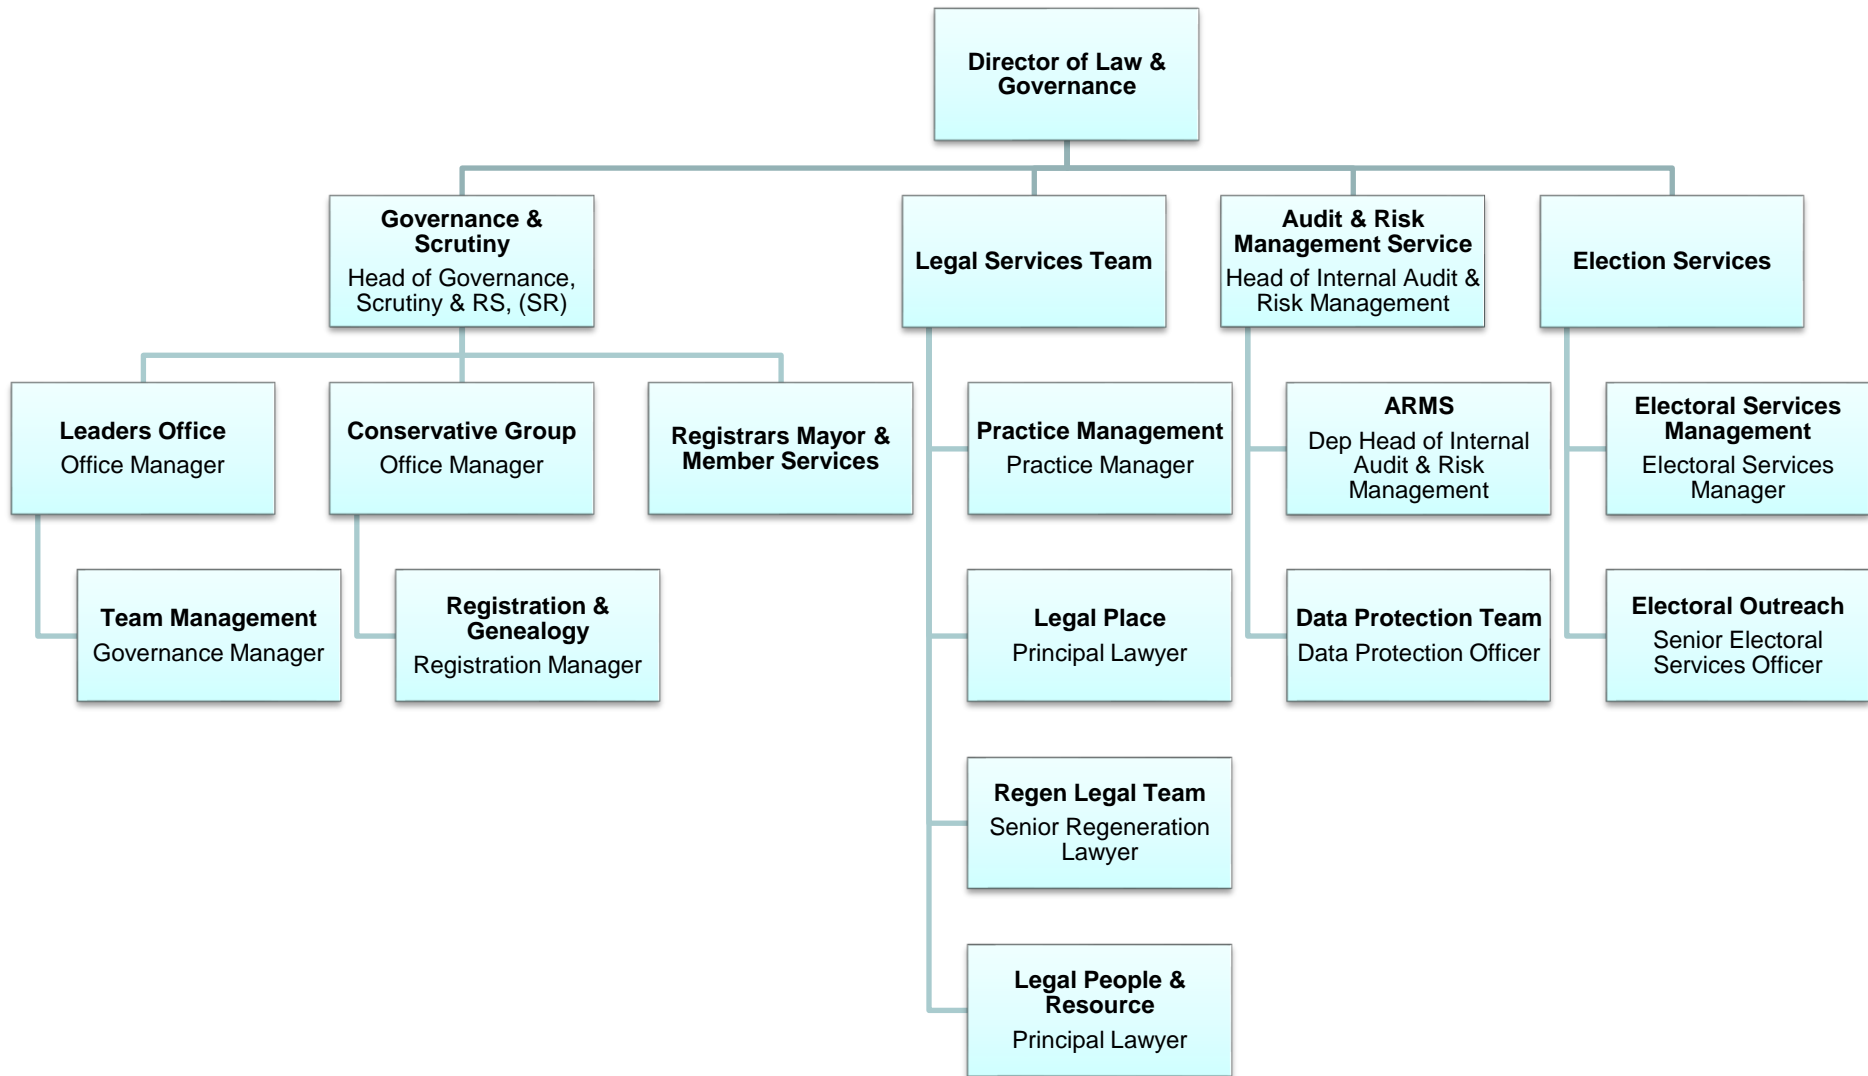 Director of Law &
Governance
Governance &
Scrutiny
Head of Governance,
Scrutiny & RS, (SR)
Legal Services Team
Audit & Risk
Management Service
Head of Internal Audit &
Risk Management
Election Services
Leaders Office
Office Manager
Conservative Group
Office Manager
Registrars Mayor &
Member Services
Practice Management
Practice Manager
ARMS
Dep Head of Internal
Audit & Risk
Management
Electoral Services
Management
Electoral Services
Manager
Team Management
Governance Manager
Registration &
Genealogy
Registration Manager
Legal Place
Principal Lawyer
Data Protection Team
Data Protection Officer
Electoral Outreach
Senior Electoral
Services Officer
Regen Legal Team
Senior Regeneration
Lawyer
Legal People &
Resource
Principal Lawyer